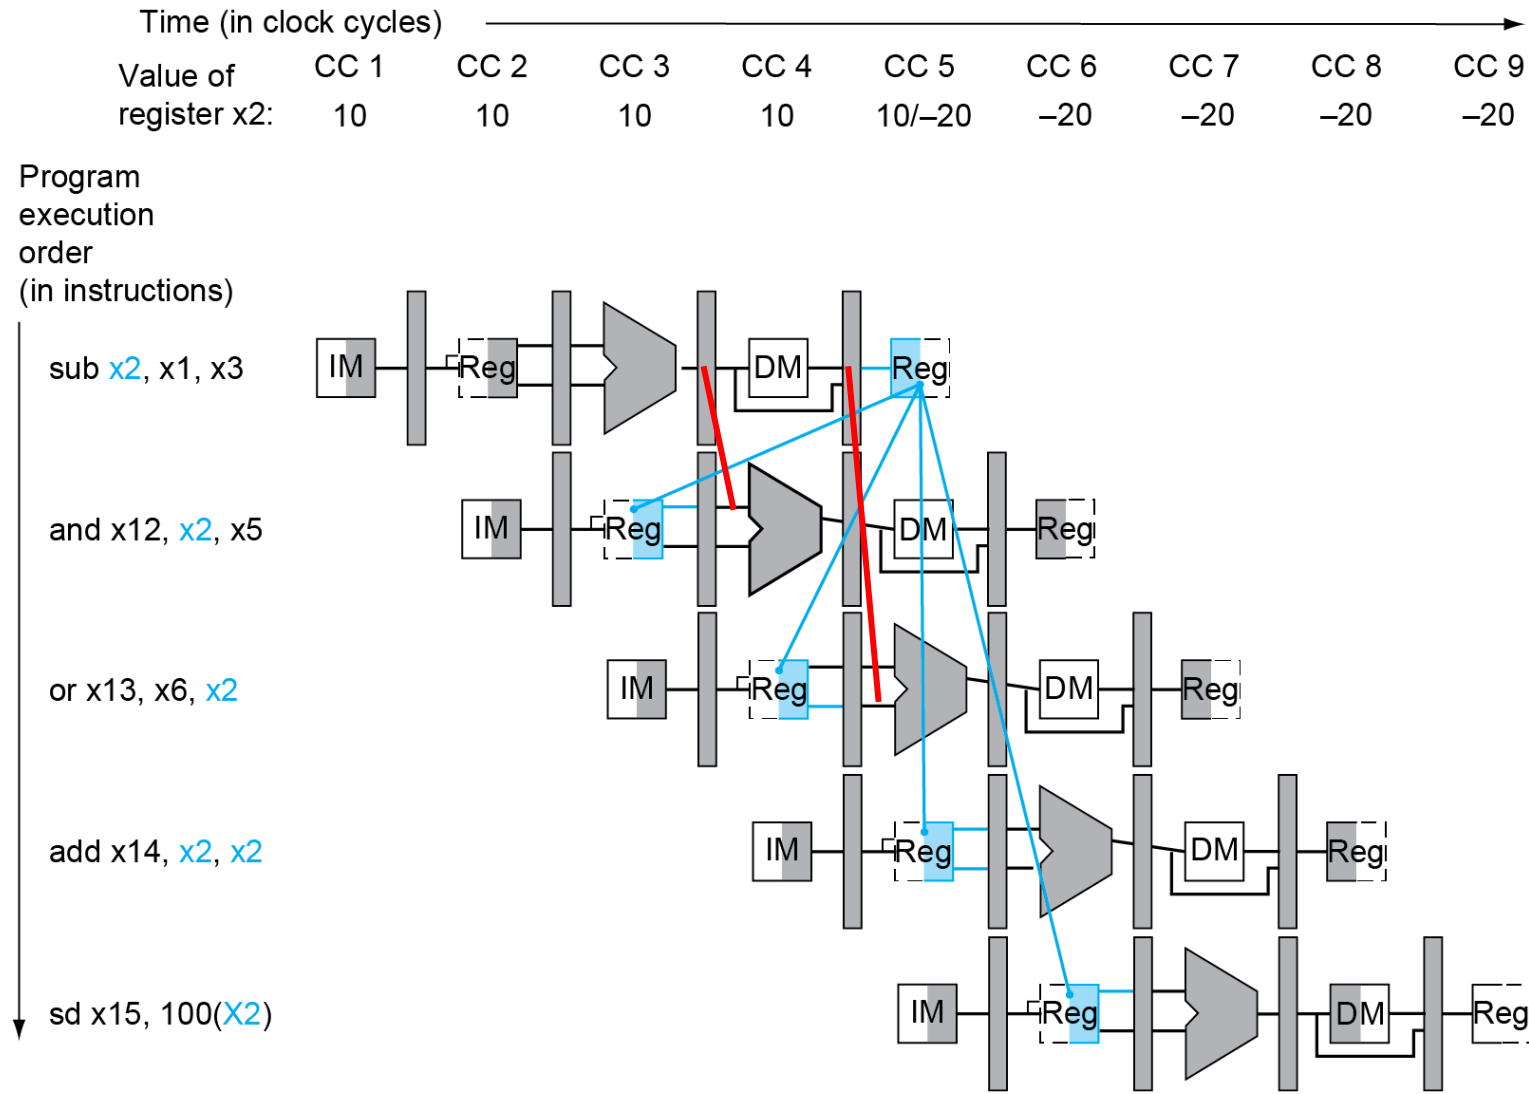 Time (in clock cycles)
Value of register x2:
CC 1 CC 2 CC 3 CC 4 CC 5 CC 6 CC 7 CC 8 CC 9
10 10 10 10 10/–20 –20 –20 –20 –20
Program
execution
order
(in instructions)
sub x2, x1, x3
IM Reg DM Reg
and x12, x2, x5
IM Reg DM Reg
or x13, x6, x2
IM Reg DM Reg
add x14, x2, x2
IM Reg DM Reg
sd x15, 100(X2)
IM Reg DM Reg